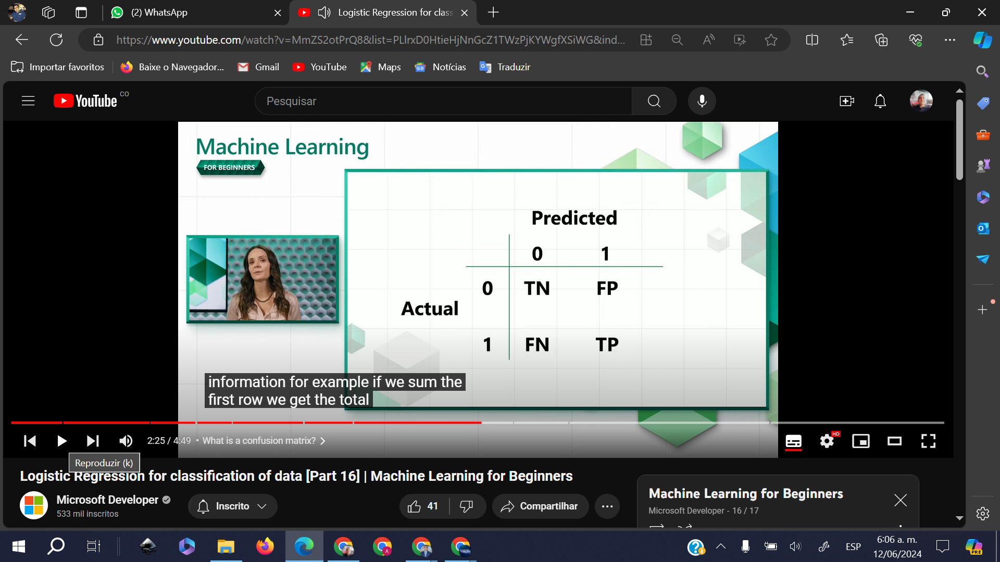 (2) WhatsApp
Logistic Regression for class
https://www.youtube.com/watch?v=MmZS2otPrQ8&list=PLlrxD0HtieHjNnGcZ1TWzPjKYWgfXSiWG&ind...
Importar favoritos
Baixe o Navegador...
Gmail
YouTube
Maps
Notícias
Traduzir
YouTube CO
Pesquisar
Machine Learning
FOR BEGINNERS
Predicted
0 1
0 TN FP
Actual
1 FN TP
information for example if we sum the
first row we get the total
2:25 / 4:49 • What is a confusion matrix?
HD
Reproduzir (k)
Logistic Regression for classification of data [Part 16] | Machine Learning for Beginners
Microsoft Developer
533 mil inscritos
Inscrito
41
Compartilhar
Machine Learning for Beginners
Microsoft Developer - 16 / 17
ESP
6:06 a. m.
12/06/2024
PRE